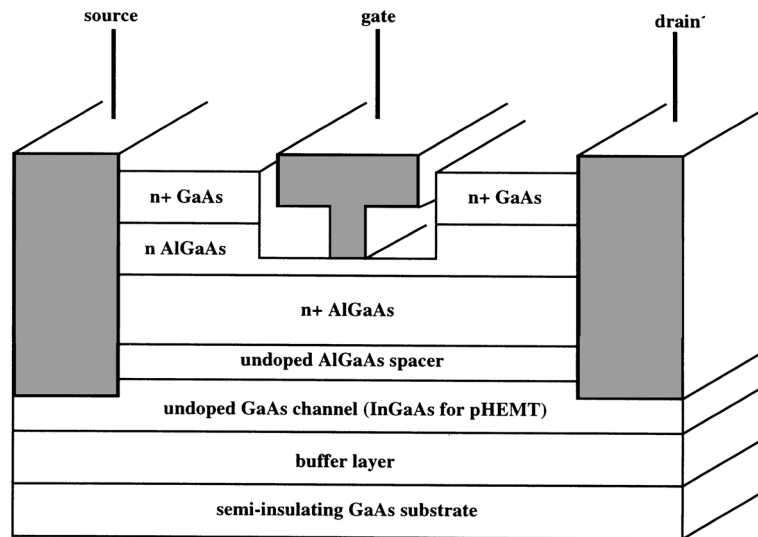 source
gate
drain
n+ GaAs
n+ GaAs
n AlGaAs
n+ AlGaAs
undoped AlGaAs spacer
undoped GaAs channel (InGaAs for pHEMT)
buffer layer
semi-insulating GaAs substrate